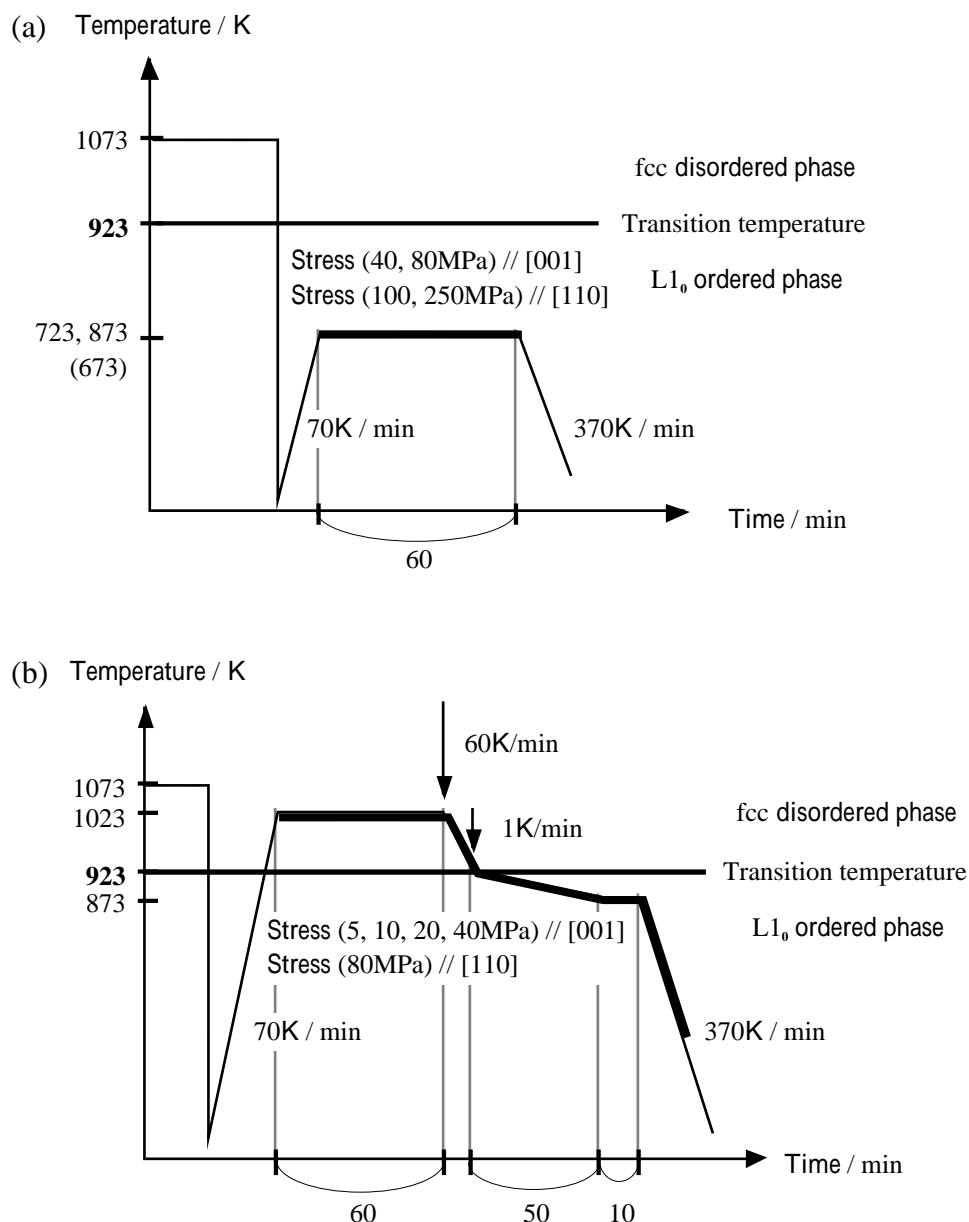 (a) Temperature / K
1073
fcc disordered phase
923
Transition temperature
Stress (40, 80MPa) // [001]
L1₀ ordered phase
Stress (100, 250MPa) // [110]
723, 873
(673)
70K / min
370K / min
Time / min
60
(b) Temperature / K
60K/min
1073
1023
fcc disordered phase
1K/min
923
Transition temperature
873
Stress (5, 10, 20, 40MPa) // [001]
L1₀ ordered phase
Stress (80MPa) // [110]
70K / min
370K / min
Time / min
60
50
10